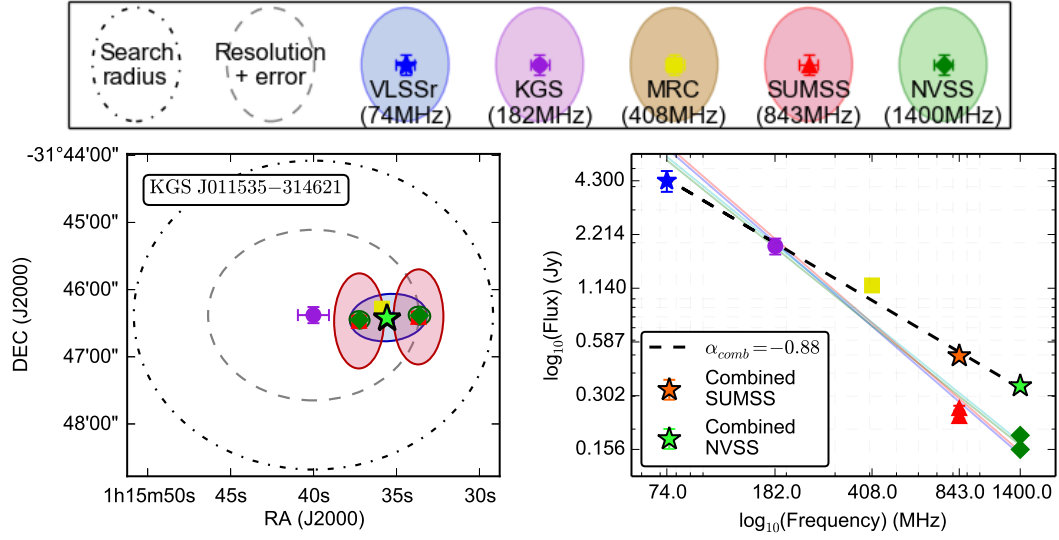 Search radius
Resolution + error
VLSSr (74MHz)
KGS (182MHz)
MRC (408MHz)
SUMSS (843MHz)
NVSS (1400MHz)
KGS J011535−314621
-31°44'00"
45'00"
46'00"
47'00"
48'00"
DEC (J2000)
1h15m50s 45s 40s 35s 30s
RA (J2000)
4.300
2.214
1.140
0.587
0.302
0.156
log₁₀(Flux) (Jy)
α_comb=−0.88
Combined SUMSS
Combined NVSS
74.0 182.0 408.0 843.0 1400.0
log₁₀(Frequency) (MHz)